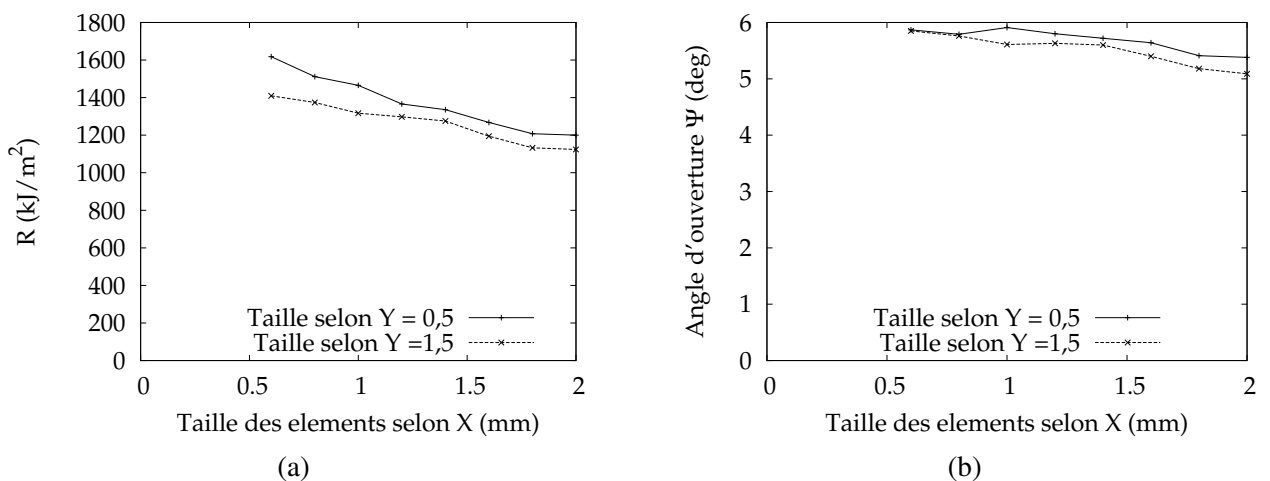 1800
1600
1400
1200
1000
800
600
400
200
0
R (kJ/m²)
Taille selon Y = 0,5
Taille selon Y =1,5
0 0.5 1 1.5 2
Taille des elements selon X (mm)
(a)
6
5
4
3
2
1
0
Angle d'ouverture Ψ (deg)
Taille selon Y = 0,5
Taille selon Y =1,5
0 0.5 1 1.5 2
Taille des elements selon X (mm)
(b)